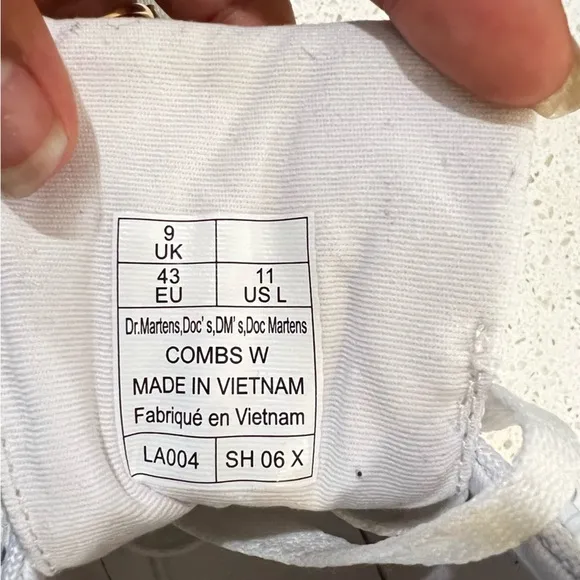 9
UK
43
EU
11
US L
Dr.Martens,Doc's,DM's,Doc Martens
COMBS W
MADE IN VIETNAM
Fabriqué en Vietnam
LA004
SH 06 X